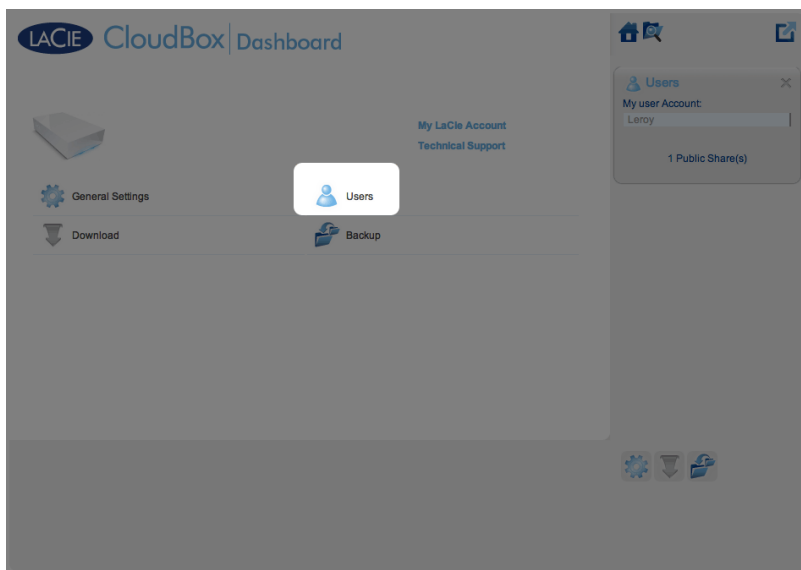 LACIE CloudBox Dashboard
Users
My user Account:
Leroy
1 Public Share(s)
My LaCie Account
Technical Support
General Settings
Users
Download
Backup